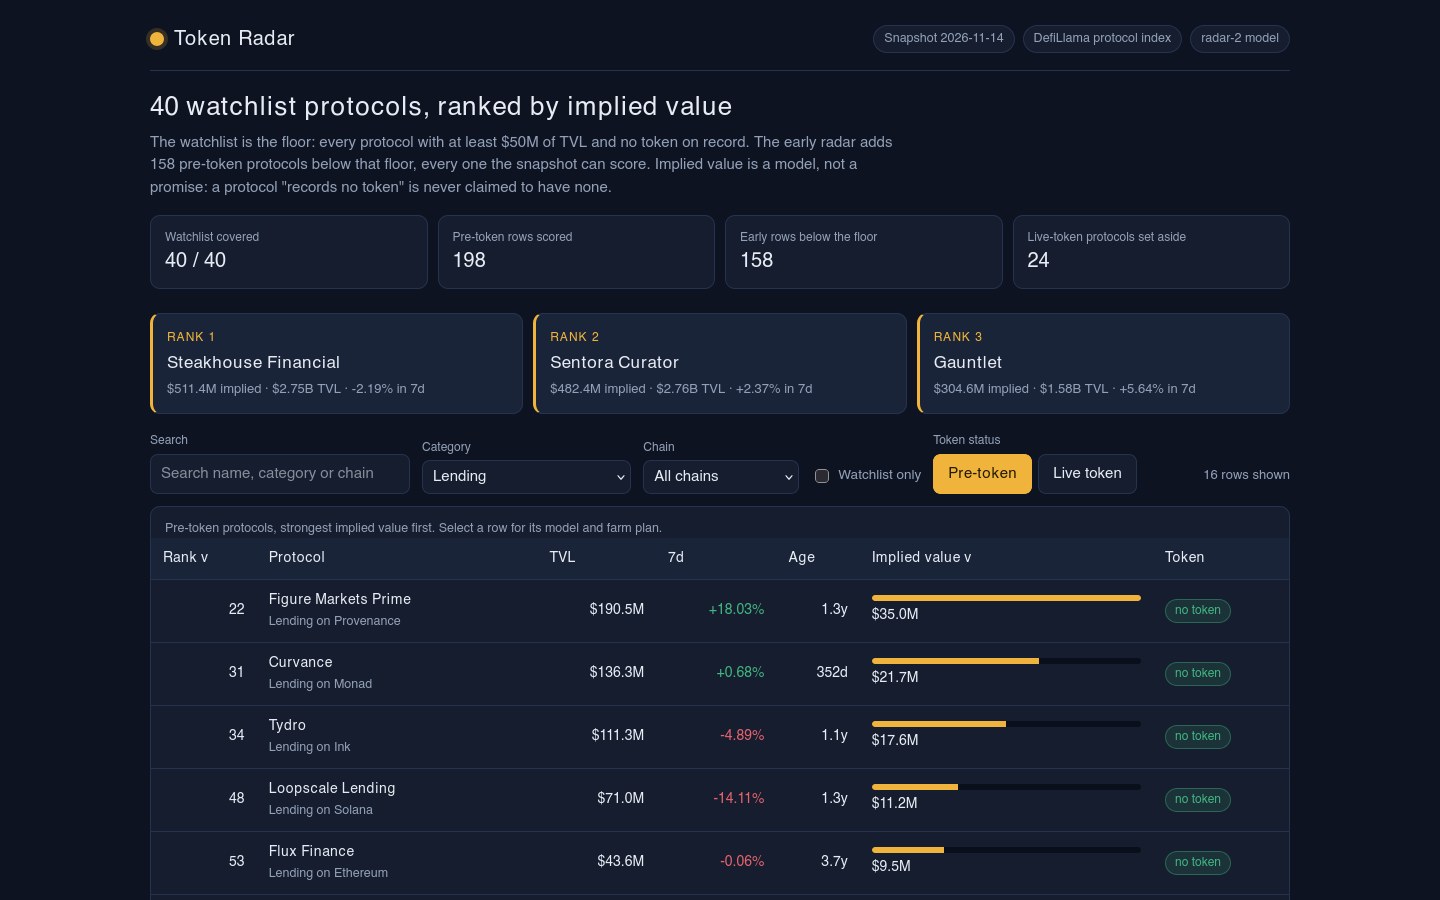 Token Radar
Snapshot 2026-11-14
DefiLlama protocol index
radar-2 model
40 watchlist protocols, ranked by implied value
The watchlist is the floor: every protocol with at least $50M of TVL and no token on record. The early radar adds
158 pre-token protocols below that floor, every one the snapshot can score. Implied value is a model, not a
promise: a protocol "records no token" is never claimed to have none.
Watchlist covered
40 / 40
Pre-token rows scored
198
Early rows below the floor
158
Live-token protocols set aside
24
RANK 1
Steakhouse Financial
$511.4M implied · $2.75B TVL · -2.19% in 7d
RANK 2
Sentora Curator
$482.4M implied · $2.76B TVL · +2.37% in 7d
RANK 3
Gauntlet
$304.6M implied · $1.58B TVL · +5.64% in 7d
Search
Search name, category or chain
Category
Lending
Chain
All chains
Watchlist only
Token status
Pre-token
Live token
16 rows shown
Pre-token protocols, strongest implied value first. Select a row for its model and farm plan.
Rank v Protocol TVL 7d Age Implied value v Token
22 Figure Markets Prime $190.5M +18.03% 1.3y $35.0M no token
Lending on Provenance
31 Curvance $136.3M +0.68% 352d $21.7M no token
Lending on Monad
34 Tydro $111.3M -4.89% 1.1y $17.6M no token
Lending on Ink
48 Loopscale Lending $71.0M -14.11% 1.3y $11.2M no token
Lending on Solana
53 Flux Finance $43.6M -0.06% 3.7y $9.5M no token
Lending on Ethereum